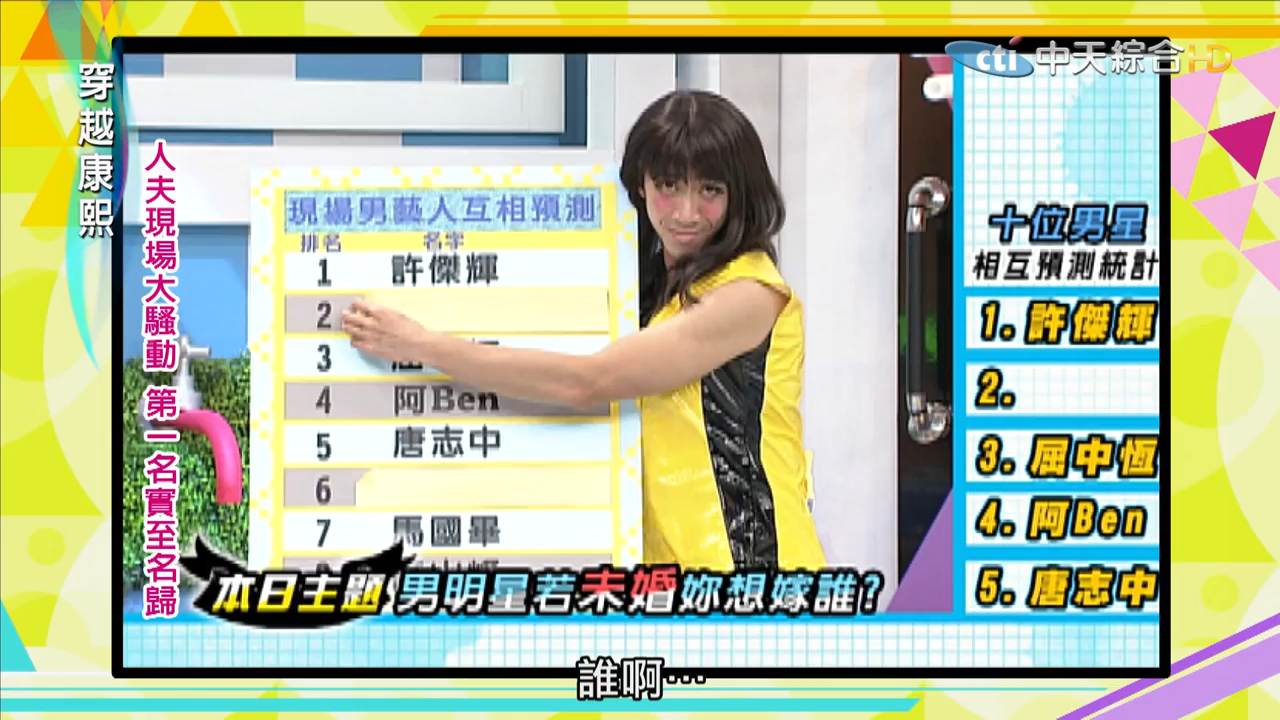 cti中天綜合HD
穿越康熙
人夫現場大騷動 第一名實至名歸
現場男藝人互相預測
排名 名字
1 許傑輝
2
3
4 阿Ben
5 唐志中
6
7 馬國畢
十位男星
相互預測統計
1.許傑輝
2.
3.屈中恆
4.阿Ben
5.唐志中
本日主題 男明星若未婚妳想嫁誰?
誰啊…